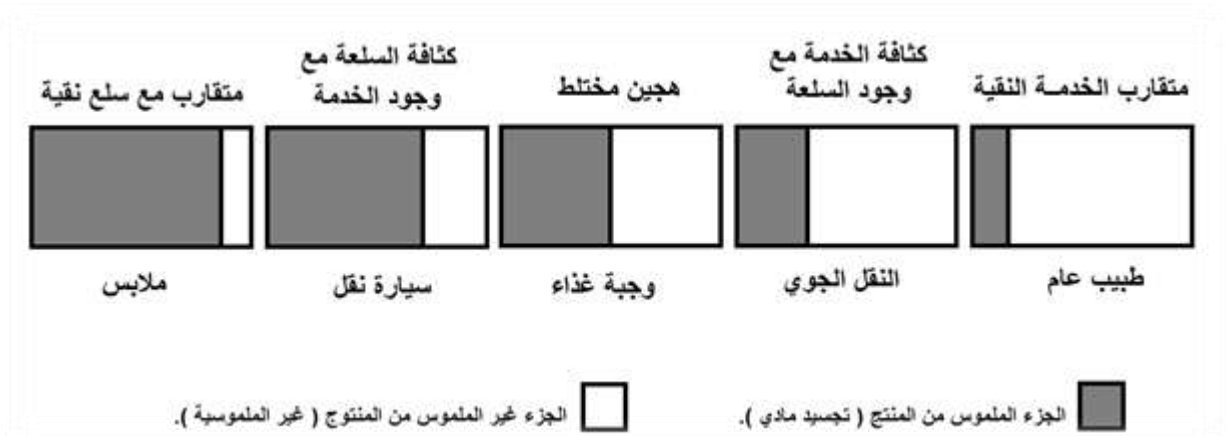 متقارب الخدمــة النقية
كثافة الخدمة مع
وجود السلعة
هجين مختلط
كثافة السلعة مع
وجود الخدمة
متقارب مع سلع نقية
طبيب عام
النقل الجوي
وجبة غذاء
سيارة نقل
ملابس
الجزء الملموس من المنتج ( تجسيد مادي ).
الجزء غير الملموس من المنتوج ( غير الملموسية ).